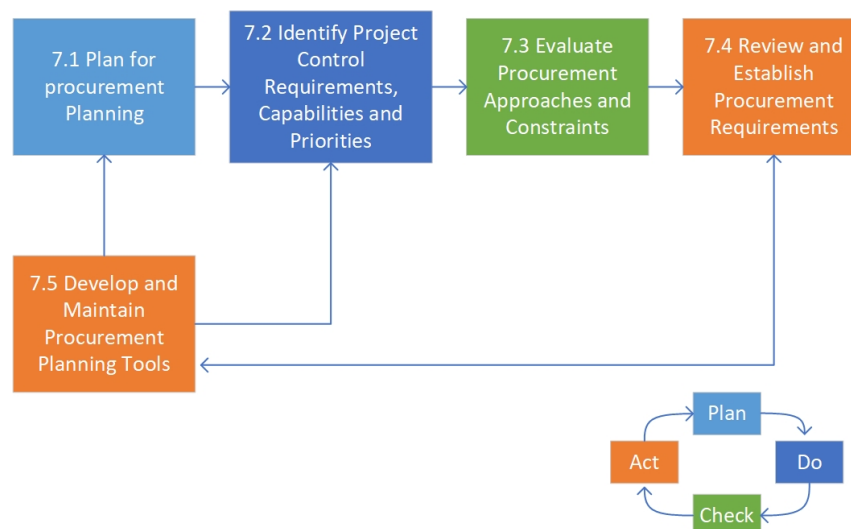 7.1 Plan for
procurement
Planning
7.2 Identify Project
Control
Requirements,
Capabilities and
Priorities
7.3 Evaluate
Procurement
Approaches and
Constraints
7.4 Review and
Establish
Procurement
Requirements
7.5 Develop and
Maintain
Procurement
Planning Tools
Plan
Act
Do
Check